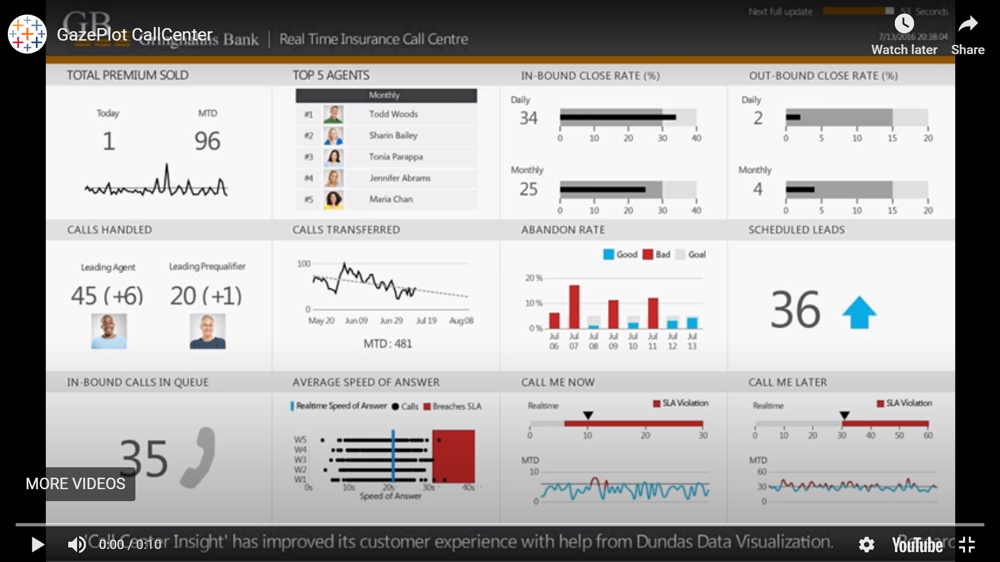 GB
GazePlot CallCenter
Gringhanns Bank | Real Time Insurance Call Centre
Next full update 53 Seconds
7/13/2016 20:38:04
Watch later Share
TOTAL PREMIUM SOLD
Today MTD
1 96
TOP 5 AGENTS
Monthly
#1 Todd Woods
#2 Sharin Bailey
#3 Tonia Parappa
#4 Jennifer Abrams
#5 Maria Chan
IN-BOUND CLOSE RATE (%)
Daily
34
0 10 20 30 40
Monthly
25
0 10 20 30 40
OUT-BOUND CLOSE RATE (%)
Daily
2
0 5 10 15 20
Monthly
4
0 5 10 15 20
CALLS HANDLED
Leading Agent Leading Prequalifier
45 (+6) 20 (+1)
CALLS TRANSFERRED
100
0
May 20 Jun 09 Jun 29 Jul 19 Aug 08
MTD : 481
ABANDON RATE
Good Bad Goal
20 %
10 %
0 %
Jul Jul Jul Jul Jul Jul Jul Jul
06 07 08 09 10 11 12 13
SCHEDULED LEADS
36
IN-BOUND CALLS IN QUEUE
35
MORE VIDEOS
AVERAGE SPEED OF ANSWER
Realtime Speed of Answer Calls Breaches SLA
W5
W4
W3
W2
W1
0s 10s 20s 30s 40s
Speed of Answer
CALL ME NOW
Realtime SLA Violation
0 10 20 30
MTD
10
0
CALL ME LATER
Realtime SLA Violation
0 10 20 30 40 50 60
MTD
60
30
0
'Call Center Insight' has improved its customer experience with help from Dundas Data Visualization.
0:00 / 0:10
YouTube